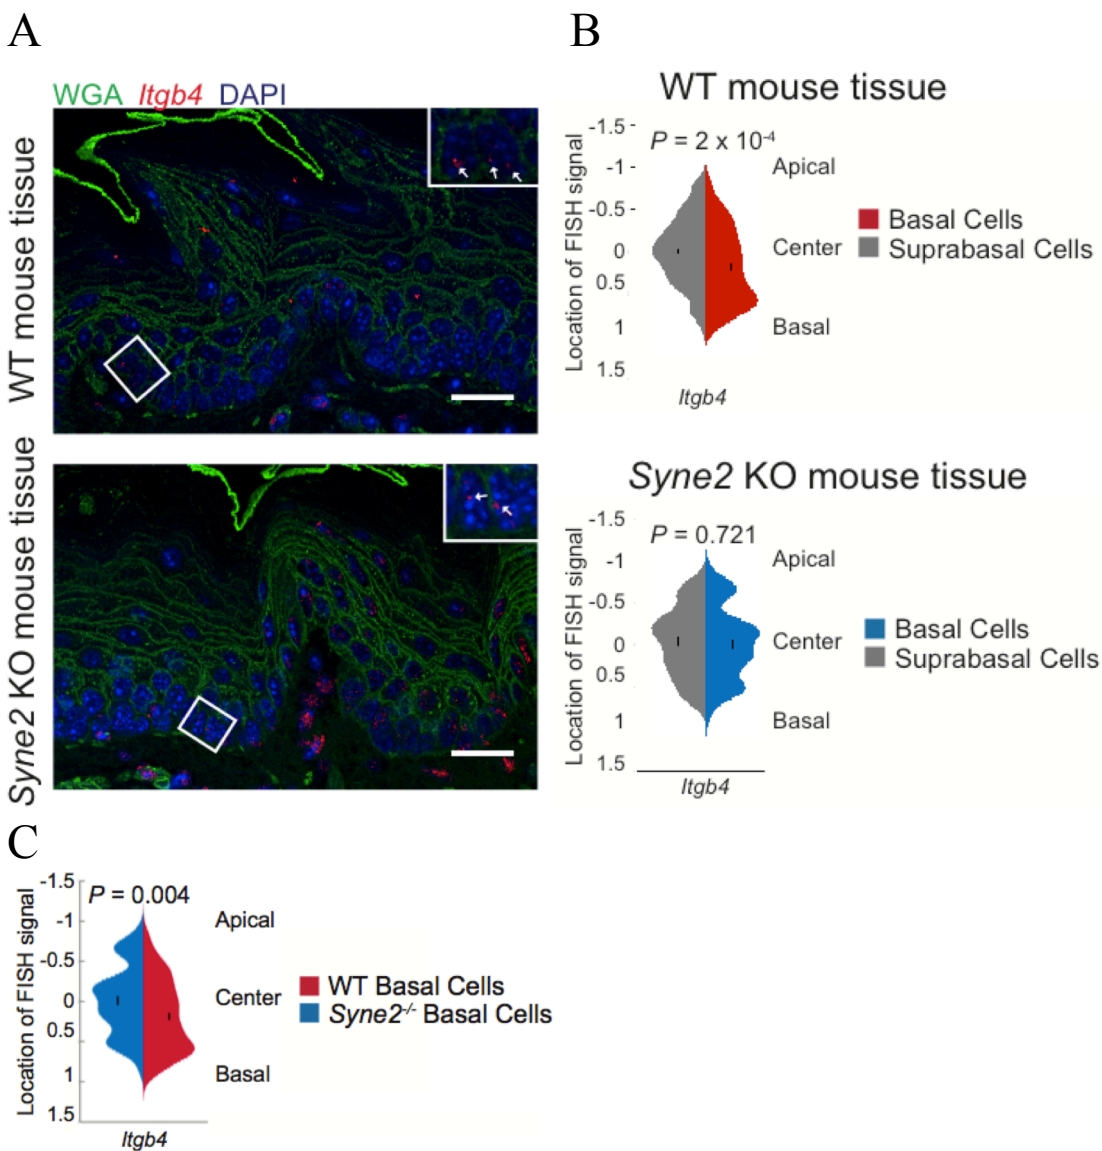 A
WGA Itgb4 DAPI
WT mouse tissue
Syne2 KO mouse tissue
B
WT mouse tissue
Location of FISH signal
-1.5
-1
-0.5
0
0.5
1
1.5
P = 2 x 10-4
Apical
Center
Basal
Itgb4
Basal Cells
Suprabasal Cells
Syne2 KO mouse tissue
Location of FISH signal
-1.5
-1
-0.5
0
0.5
1
1.5
P = 0.721
Apical
Center
Basal
Itgb4
Basal Cells
Suprabasal Cells
C
Location of FISH signal
-1.5
-1
-0.5
0
0.5
1
1.5
P = 0.004
Apical
Center
Basal
Itgb4
WT Basal Cells
Syne2-/- Basal Cells